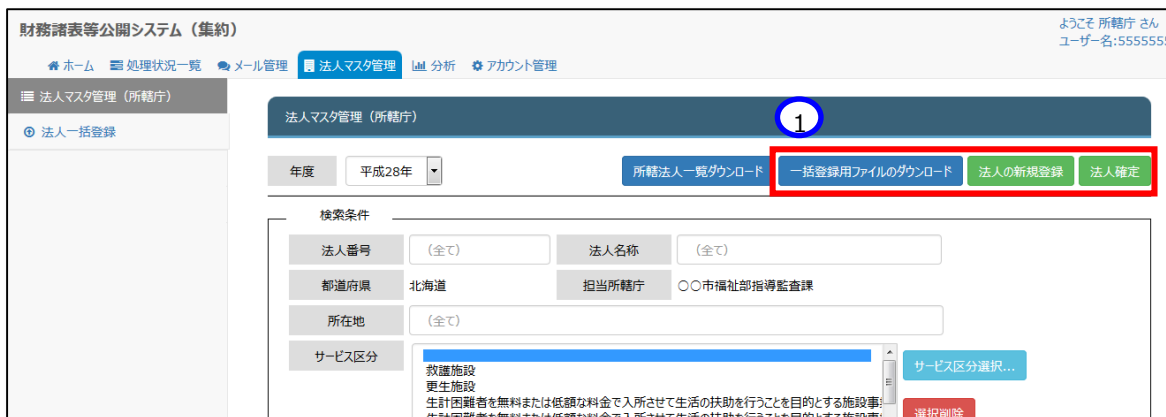 財務諸表等公開システム（集約）
ようこそ 所轄庁 さん
ユーザー名:5555555
ホーム 処理状況一覧 メール管理 法人マスタ管理 分析 アカウント管理
法人マスタ管理（所轄庁）
法人一括登録
法人マスタ管理（所轄庁）
1
年度 平成28年 所轄法人一覧ダウンロード 一括登録用ファイルのダウンロード 法人の新規登録 法人確定
検索条件
法人番号 （全て） 法人名称 （全て）
都道府県 北海道 担当所轄庁 〇〇市福祉部指導監査課
所在地 （全て）
サービス区分 サービス区分選択...
救護施設
更生施設
生計困難者を無料または低額な料金で入所させて生活の扶助を行うことを目的とする施設事
選択削除